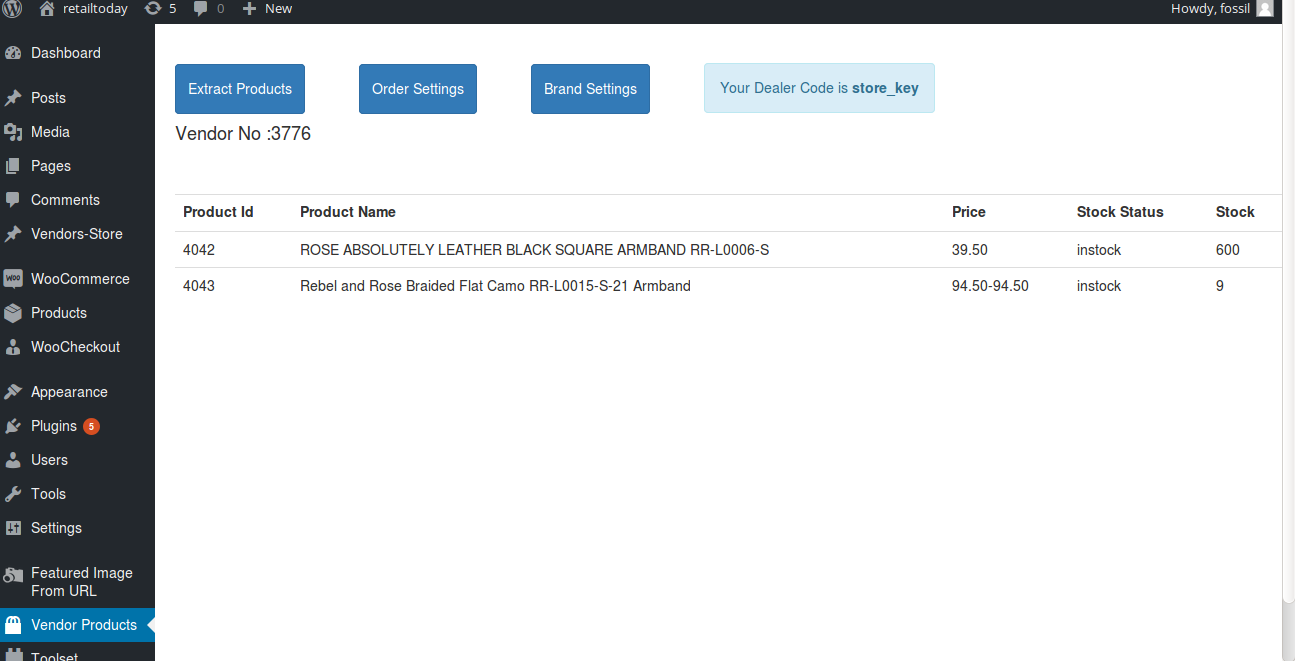 retailtoday 5 0 New Howdy, fossil
Dashboard
Posts
Media
Pages
Comments
Vendors-Store
WOO WooCommerce
Products
WooCheckout
Appearance
Plugins 5
Users
Tools
Settings
Featured Image
From URL
Vendor Products
Toolset
Extract Products Order Settings Brand Settings Your Dealer Code is store_key
Vendor No :3776
Product Id Product Name Price Stock Status Stock
4042 ROSE ABSOLUTELY LEATHER BLACK SQUARE ARMBAND RR-L0006-S 39.50 instock 600
4043 Rebel and Rose Braided Flat Camo RR-L0015-S-21 Armband 94.50-94.50 instock 9